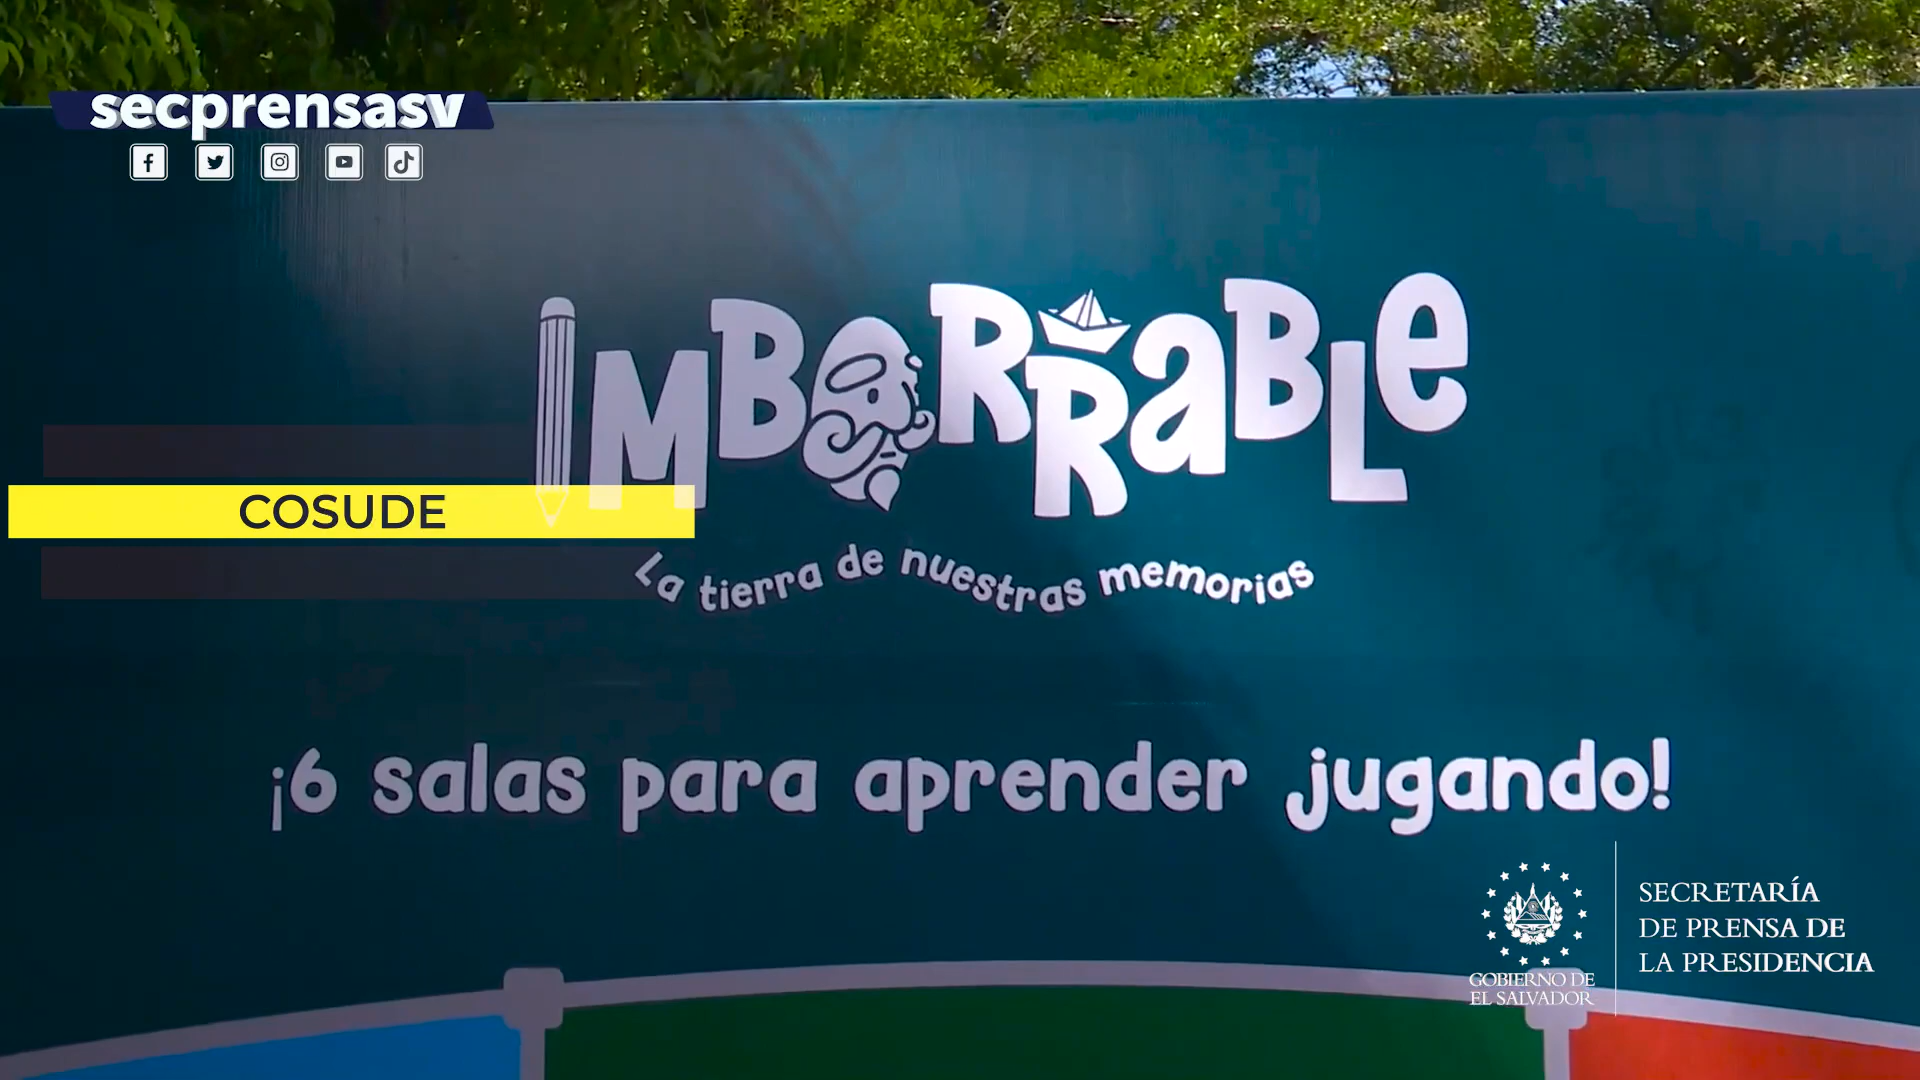 secprensasv
IMBORRABLE
COSUDE
La tierra de nuestras memorias
¡6 salas para aprender jugando!
SECRETARÍA
DE PRENSA DE
LA PRESIDENCIA
GOBIERNO DE
EL SALVADOR